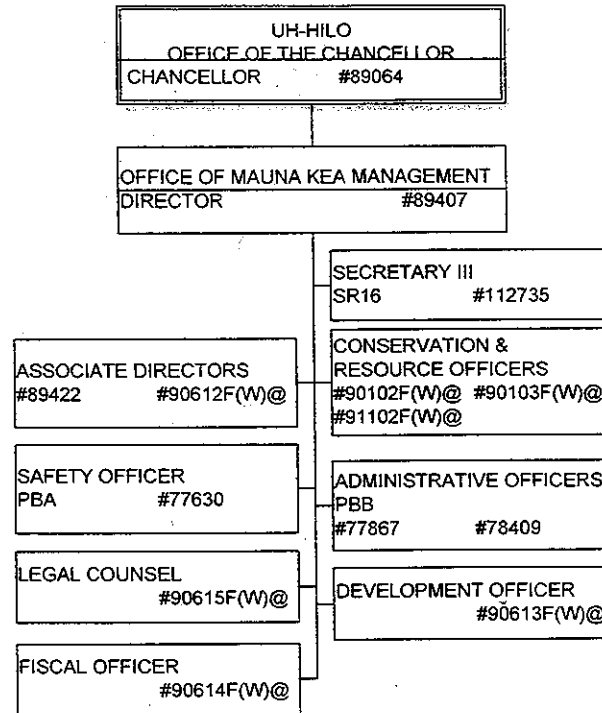 UH-HILO
OFFICE OF THE CHANCELLOR
CHANCELLOR #89064
OFFICE OF MAUNA KEA MANAGEMENT
DIRECTOR #89407
SECRETARY III
SR16 #112735
ASSOCIATE DIRECTORS
#89422 #90612F(W)@
CONSERVATION &
RESOURCE OFFICERS
#90102F(W)@ #90103F(W)@
#91102F(W)@
SAFETY OFFICER
PBA #77630
ADMINISTRATIVE OFFICERS
PBB
#77867 #78409
LEGAL COUNSEL
#90615F(W)@
DEVELOPMENT OFFICER
#90613F(W)@
FISCAL OFFICER
#90614F(W)@